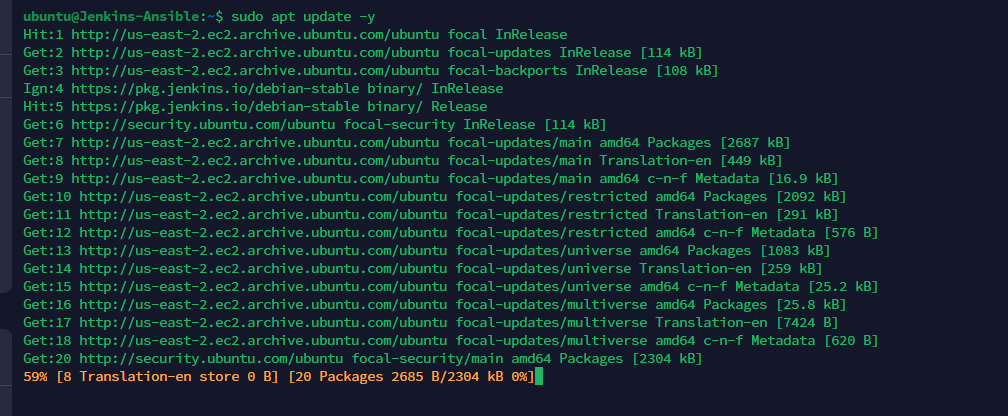 ubuntu@Jenkins-Ansible:~$ sudo apt update -y
Hit:1 http://us-east-2.ec2.archive.ubuntu.com/ubuntu focal InRelease
Get:2 http://us-east-2.ec2.archive.ubuntu.com/ubuntu focal-updates InRelease [114 kB]
Get:3 http://us-east-2.ec2.archive.ubuntu.com/ubuntu focal-backports InRelease [108 kB]
Ign:4 https://pkg.jenkins.io/debian-stable binary/ InRelease
Hit:5 https://pkg.jenkins.io/debian-stable binary/ Release
Get:6 http://security.ubuntu.com/ubuntu focal-security InRelease [114 kB]
Get:7 http://us-east-2.ec2.archive.ubuntu.com/ubuntu focal-updates/main amd64 Packages [2687 kB]
Get:8 http://us-east-2.ec2.archive.ubuntu.com/ubuntu focal-updates/main Translation-en [449 kB]
Get:9 http://us-east-2.ec2.archive.ubuntu.com/ubuntu focal-updates/main amd64 c-n-f Metadata [16.9 kB]
Get:10 http://us-east-2.ec2.archive.ubuntu.com/ubuntu focal-updates/restricted amd64 Packages [2092 kB]
Get:11 http://us-east-2.ec2.archive.ubuntu.com/ubuntu focal-updates/restricted Translation-en [291 kB]
Get:12 http://us-east-2.ec2.archive.ubuntu.com/ubuntu focal-updates/restricted amd64 c-n-f Metadata [576 B]
Get:13 http://us-east-2.ec2.archive.ubuntu.com/ubuntu focal-updates/universe amd64 Packages [1083 kB]
Get:14 http://us-east-2.ec2.archive.ubuntu.com/ubuntu focal-updates/universe Translation-en [259 kB]
Get:15 http://us-east-2.ec2.archive.ubuntu.com/ubuntu focal-updates/universe amd64 c-n-f Metadata [25.2 kB]
Get:16 http://us-east-2.ec2.archive.ubuntu.com/ubuntu focal-updates/multiverse amd64 Packages [25.8 kB]
Get:17 http://us-east-2.ec2.archive.ubuntu.com/ubuntu focal-updates/multiverse Translation-en [7424 B]
Get:18 http://us-east-2.ec2.archive.ubuntu.com/ubuntu focal-updates/multiverse amd64 c-n-f Metadata [620 B]
Get:20 http://security.ubuntu.com/ubuntu focal-security/main amd64 Packages [2304 kB]
59% [8 Translation-en store 0 B] [20 Packages 2685 B/2304 kB 0%]